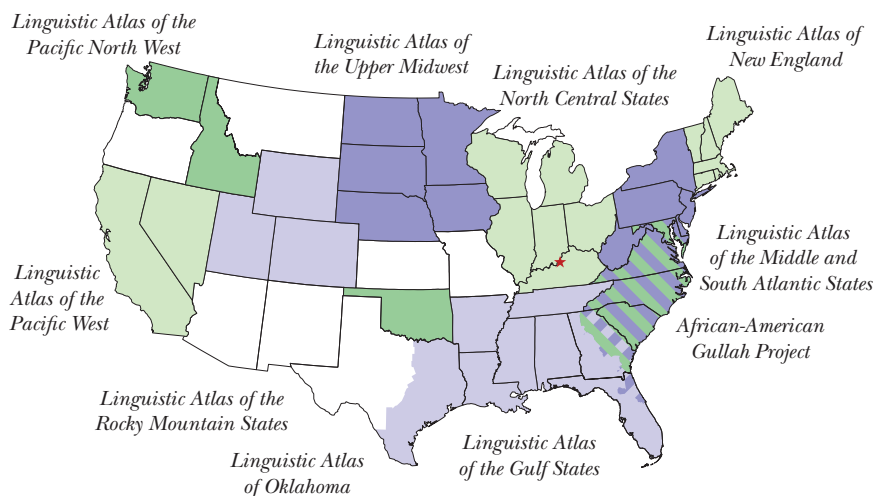 Linguistic Atlas of the
Pacific North West
Linguistic Atlas of
the Upper Midwest
Linguistic Atlas of the
North Central States
Linguistic Atlas of
New England
Linguistic Atlas
of the Middle and
South Atlantic States
African-American
Gullah Project
Linguistic
Atlas of the
Pacific West
Linguistic Atlas of the
Rocky Mountain States
Linguistic Atlas
of Oklahoma
Linguistic Atlas
of the Gulf States